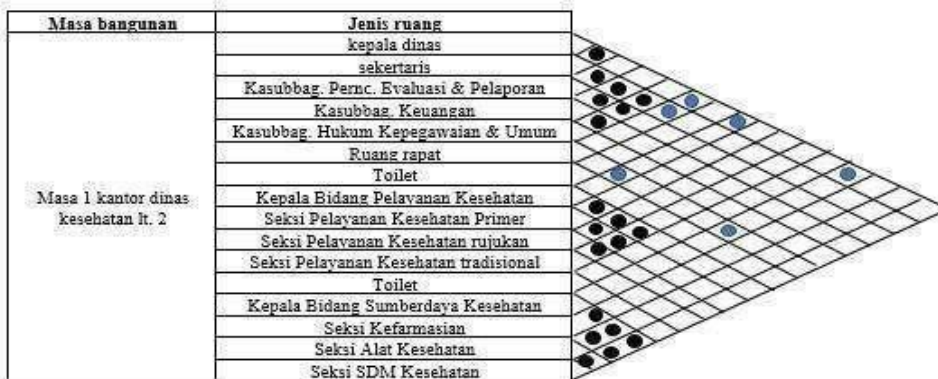 Masa bangunan
Jenis ruang
kepala dinas
sekertaris
Kasubbag. Pernc. Evaluasi & Pelaporan
Kasubbag. Keuangan
Kasubbag. Hukum Kepegawaian & Umum
Ruang rapat
Toilet
Masa 1 kantor dinas
kesehatan lt. 2
Kepala Bidang Pelayanan Kesehatan
Seksi Pelayanan Kesehatan Primer
Seksi Pelayanan Kesehatan rujukan
Seksi Pelayanan Kesehatan tradisional
Toilet
Kepala Bidang Sumberdaya Kesehatan
Seksi Kefarmasian
Seksi Alat Kesehatan
Seksi SDM Kesehatan